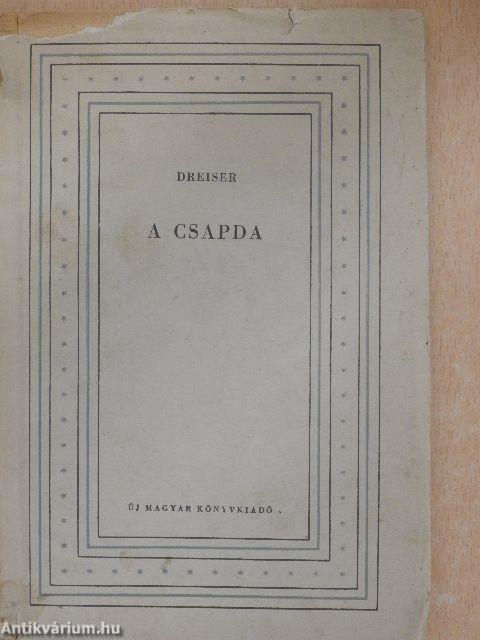 DREISER
A CSAPDA
ÚJ MAGYAR KÖNYVKIADÓ
Antikvárium.hu